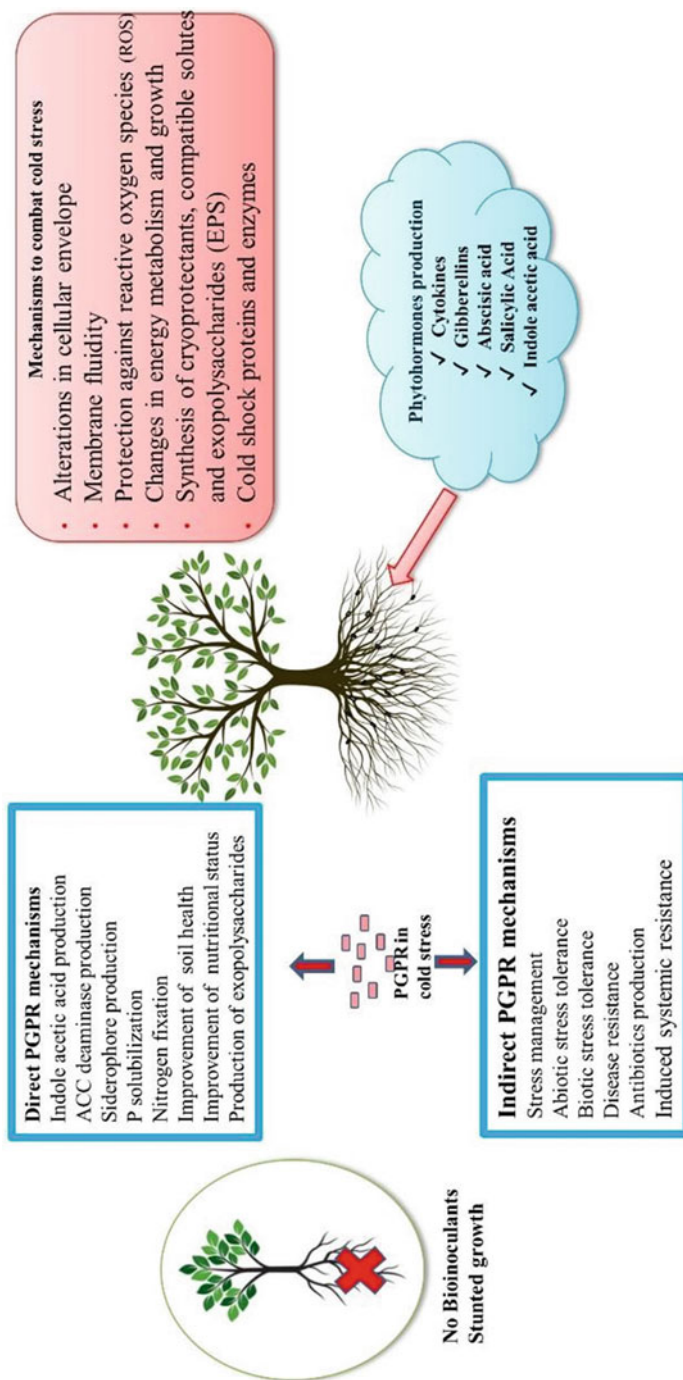 No Bioinoculants
Stunted growth
Direct PGPR mechanisms
Indole acetic acid production
ACC deaminase production
Siderophore production
P solubilization
Nitrogen fixation
Improvement of soil health
Improvement of nutritional status
Production of exopolysaccharides
PGPR in
cold stress
Indirect PGPR mechanisms
Stress management
Abiotic stress tolerance
Biotic stress tolerance
Disease resistance
Antibiotics production
Induced systemic resistance
Mechanisms to combat cold stress
• Alterations in cellular envelope
• Membrane fluidity
• Protection against reactive oxygen species (ROS)
• Changes in energy metabolism and growth
• Synthesis of cryoprotectants, compatible solutes
and exopolysaccharides (EPS)
• Cold shock proteins and enzymes
Phytohormones production
✓ Cytokines
✓ Gibberellins
✓ Abscisic acid
✓ Salicylic Acid
✓ Indole acetic acid